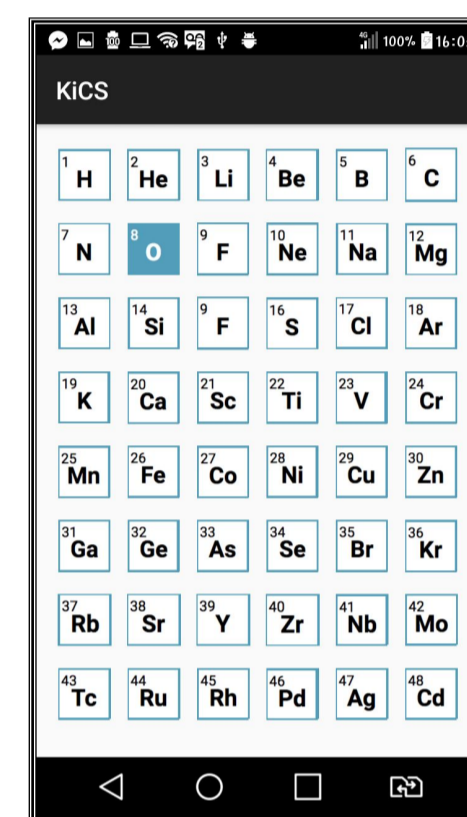 100 2 4G 100% 16:0
KiCS
1 H 2 He 3 Li 4 Be 5 B 6 C
7 N 8 O 9 F 10 Ne 11 Na 12 Mg
13 Al 14 Si 9 F 16 S 17 Cl 18 Ar
19 K 20 Ca 21 Sc 22 Ti 23 V 24 Cr
25 Mn 26 Fe 27 Co 28 Ni 29 Cu 30 Zn
31 Ga 32 Ge 33 As 34 Se 35 Br 36 Kr
37 Rb 38 Sr 39 Y 40 Zr 41 Nb 42 Mo
43 Tc 44 Ru 45 Rh 46 Pd 47 Ag 48 Cd